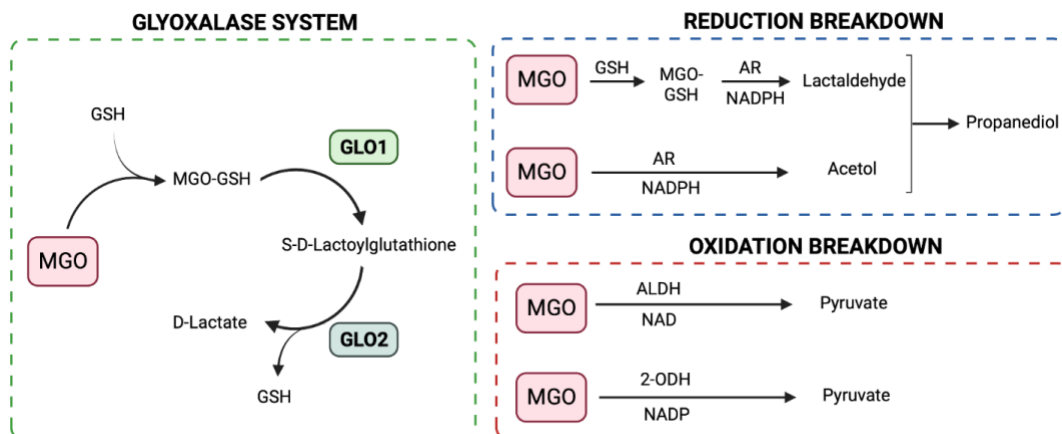 GLYOXALASE SYSTEM
GSH
MGO-GSH
GLO1
MGO
S-D-Lactoylglutathione
D-Lactate
GLO2
GSH
REDUCTION BREAKDOWN
MGO
GSH
MGO-
GSH
AR
NADPH
Lactaldehyde
Propanediol
MGO
AR
NADPH
Acetol
OXIDATION BREAKDOWN
MGO
ALDH
NAD
Pyruvate
MGO
2-ODH
NADP
Pyruvate